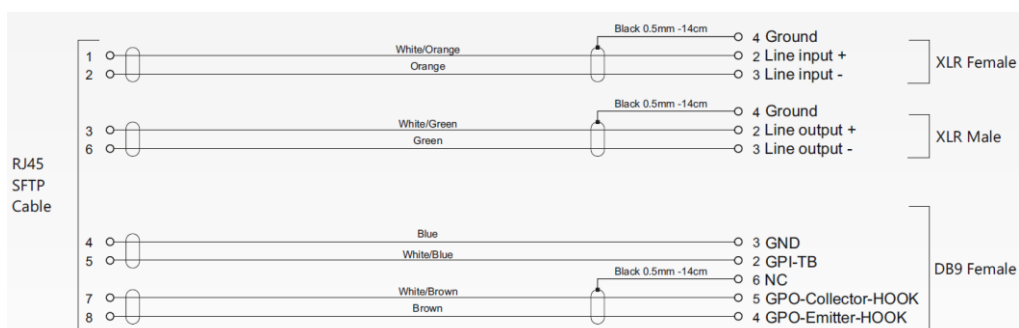 Black 0.5mm -14cm
4 Ground
1 White/Orange 2 Line input +
2 Orange 3 Line input -
XLR Female
Black 0.5mm -14cm
4 Ground
3 White/Green 2 Line output +
6 Green 3 Line output -
XLR Male
RJ45
SFTP
Cable
4 Blue 3 GND
5 White/Blue 2 GPI-TB
Black 0.5mm -14cm
6 NC
7 White/Brown 5 GPO-Collector-HOOK
8 Brown 4 GPO-Emitter-HOOK
DB9 Female